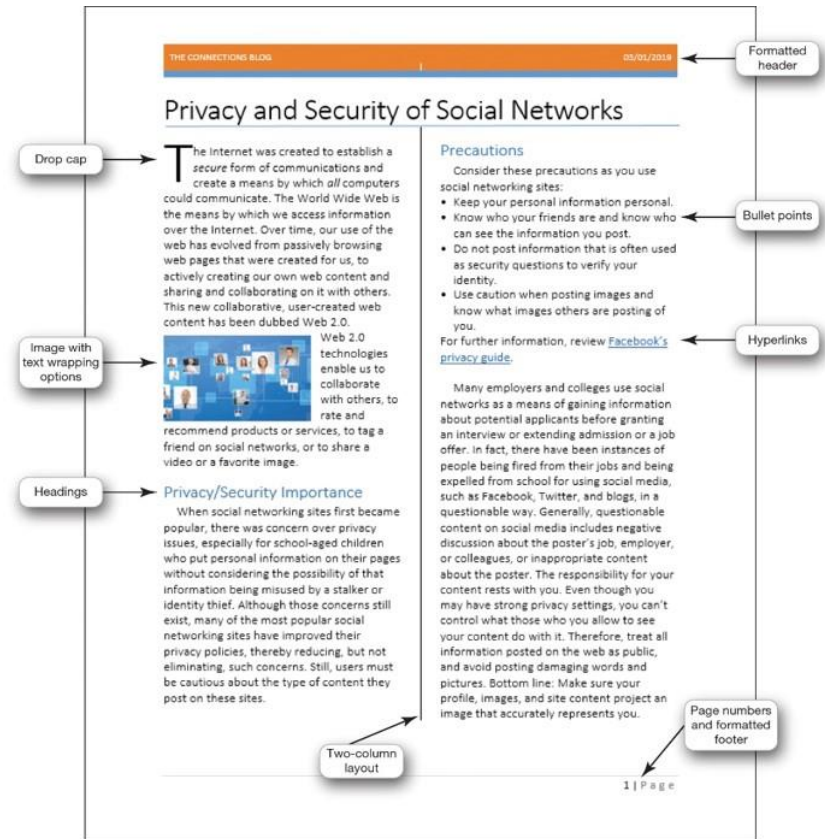 THE CONNECTIONS BLOG 03/01/2019
Formatted
header
Privacy and Security of Social Networks
Drop cap
The Internet was created to establish a
secure form of communications and
create a means by which all computers
could communicate. The World Wide Web is
the means by which we access information
over the Internet. Over time, our use of the
web has evolved from passively browsing
web pages that were created for us, to
actively creating our own web content and
sharing and collaborating on it with others.
This new collaborative, user-created web
content has been dubbed Web 2.0.
Image with
text wrapping
options
Web 2.0
technologies
enable us to
collaborate
with others, to
rate and
recommend products or services, to tag a
friend on social networks, or to share a
video or a favorite image.
Headings
Privacy/Security Importance
When social networking sites first became
popular, there was concern over privacy
issues, especially for school-aged children
who put personal information on their pages
without considering the possibility of that
information being misused by a stalker or
identity thief. Although those concerns still
exist, many of the most popular social
networking sites have improved their
privacy policies, thereby reducing, but not
eliminating, such concerns. Still, users must
be cautious about the type of content they
post on these sites.
Two-column
layout
Precautions
Consider these precautions as you use
social networking sites:
• Keep your personal information personal.
• Know who your friends are and know who
can see the information you post.
Bullet points
• Do not post information that is often used
as security questions to verify your
identity.
• Use caution when posting images and
know what images others are posting of
you.
For further information, review Facebook's
privacy guide.
Hyperlinks
Many employers and colleges use social
networks as a means of gaining information
about potential applicants before granting
an interview or extending admission or a job
offer. In fact, there have been instances of
people being fired from their jobs and being
expelled from school for using social media,
such as Facebook, Twitter, and blogs, in a
questionable way. Generally, questionable
content on social media includes negative
discussion about the poster's job, employer,
or colleagues, or inappropriate content
about the poster. The responsibility for your
content rests with you. Even though you
may have strong privacy settings, you can't
control what those who you allow to see
your content do with it. Therefore, treat all
information posted on the web as public,
and avoid posting damaging words and
pictures. Bottom line: Make sure your
profile, images, and site content project an
image that accurately represents you.
Page numbers
and formatted
footer
1 | Page